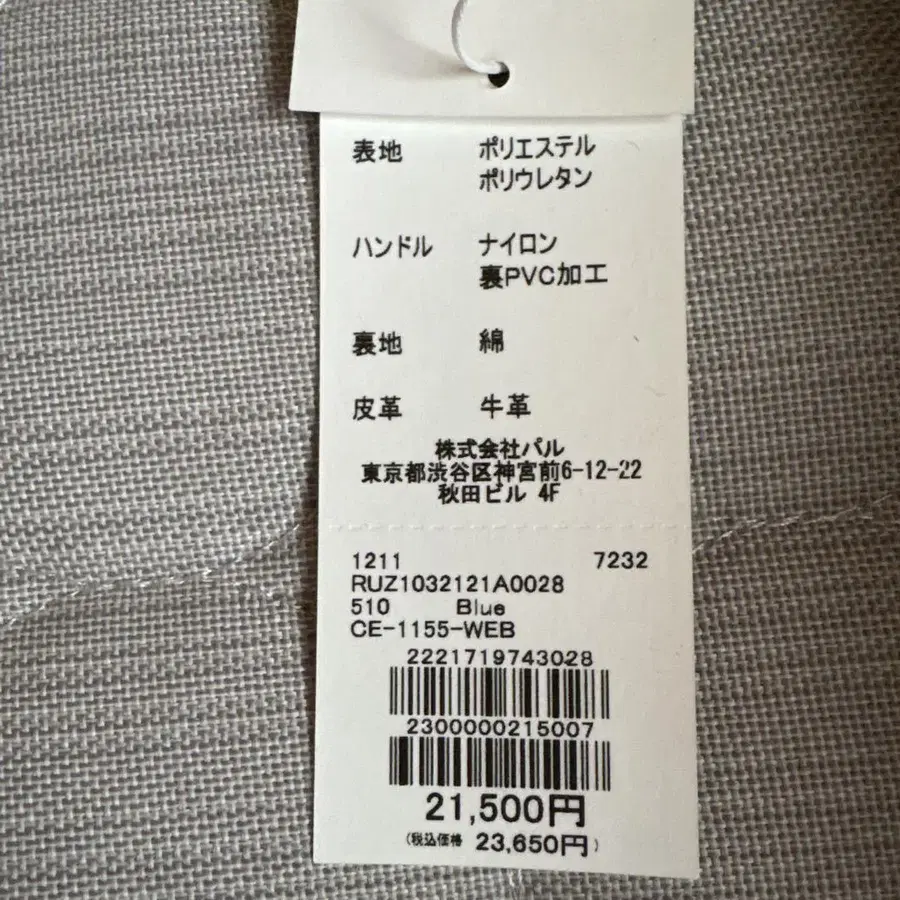 表地 ポリエステル
ポリウレタン
ハンドル ナイロン
裏PVC加工
裏地 綿
皮革 牛革
株式会社パル
東京都渋谷区神宮前6-12-22
秋田ビル 4F
1211 7232
RUZ1032121A0028
510 Blue
CE-1155-WEB
2221719743028
2300000215007
21,500円
(税込価格 23,650円)